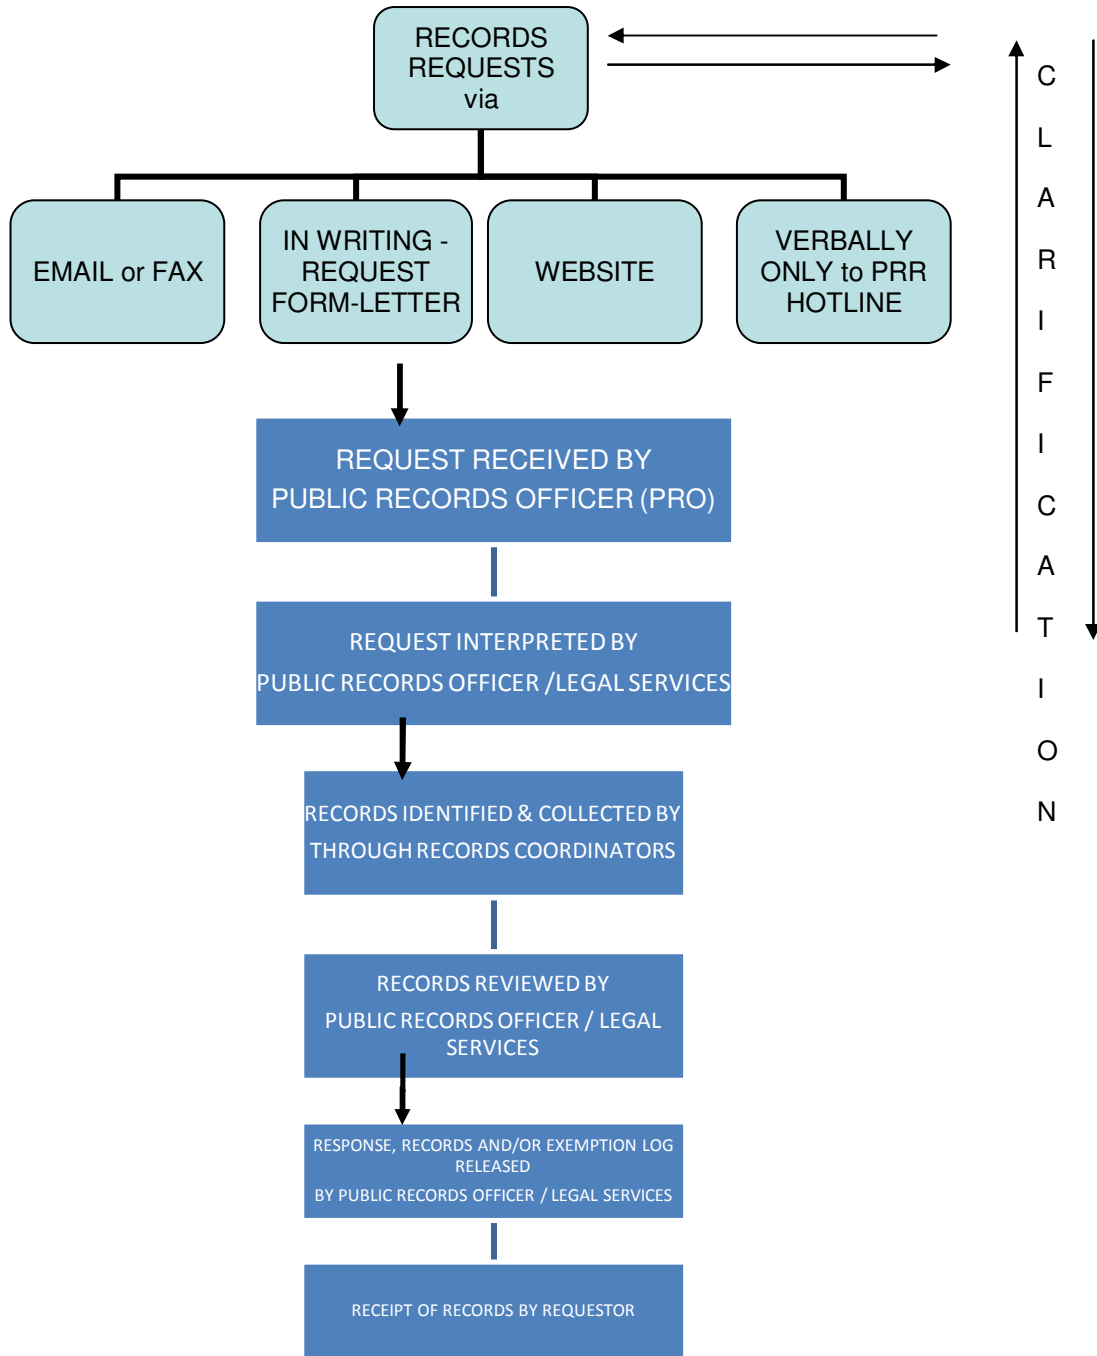 RECORDS
REQUESTS
via
EMAIL or FAX
IN WRITING -
REQUEST
FORM-LETTER
WEBSITE
VERBALLY
ONLY to PRR
HOTLINE
REQUEST RECEIVED BY
PUBLIC RECORDS OFFICER (PRO)
REQUEST INTERPRETED BY
PUBLIC RECORDS OFFICER /LEGAL SERVICES
RECORDS IDENTIFIED & COLLECTED BY
THROUGH RECORDS COORDINATORS
RECORDS REVIEWED BY
PUBLIC RECORDS OFFICER / LEGAL
SERVICES
RESPONSE, RECORDS AND/OR EXEMPTION LOG
RELEASED
BY PUBLIC RECORDS OFFICER / LEGAL SERVICES
RECEIPT OF RECORDS BY REQUESTOR
C
L
A
R
I
F
I
C
A
T
I
O
N